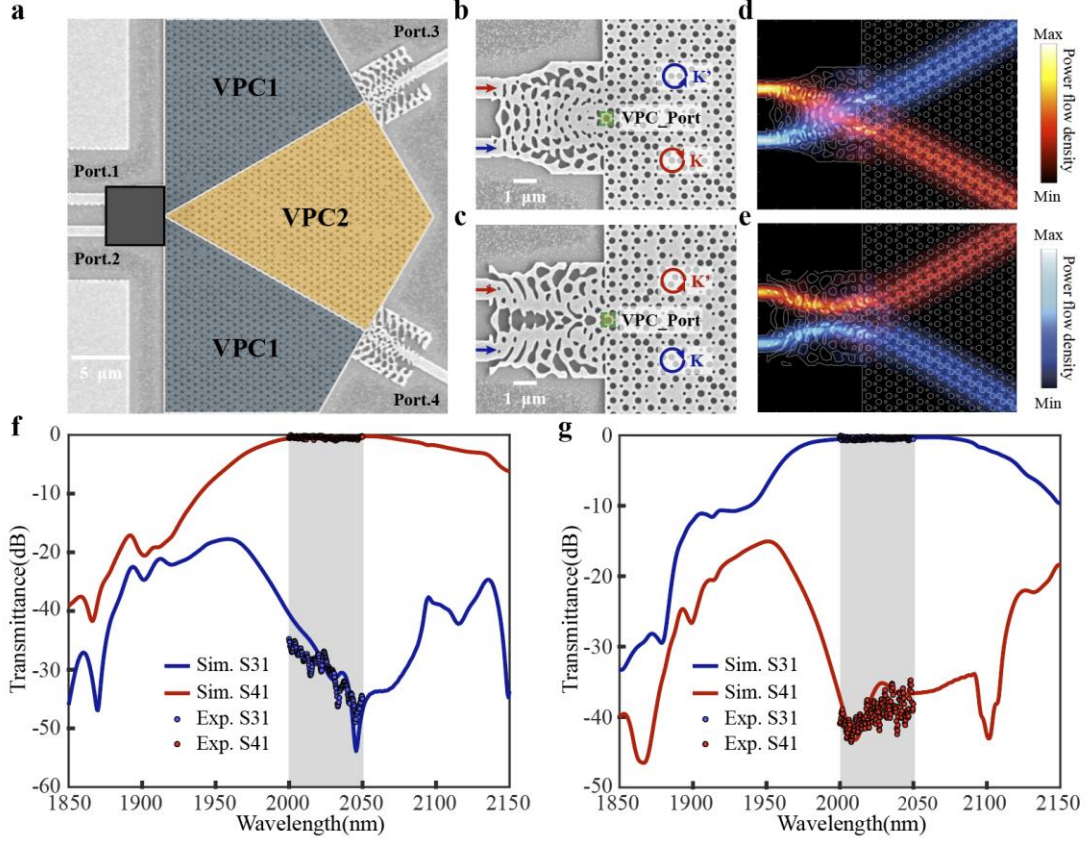 a
VPC1
Port.3
Port.1
VPC2
Port.2
VPC1
5 μm
Port.4
b
K'
VPC_Port
K
1 μm
c
K'
VPC_Port
K
1 μm
d
Max
Power flow density
Min
e
Max
Power flow density
Min
f
Transmittance(dB)
0
-10
-20
-40
-30
-50
-60
Sim. S31
Sim. S41
Exp. S31
Exp. S41
1850 1900 1950 2000 2050 2100 2150
Wavelength(nm)
g
Transmittance(dB)
0
-10
-20
-30
-40
-50
Sim. S31
Sim. S41
Exp. S31
Exp. S41
1850 1900 1950 2000 2050 2100 2150
Wavelength(nm)